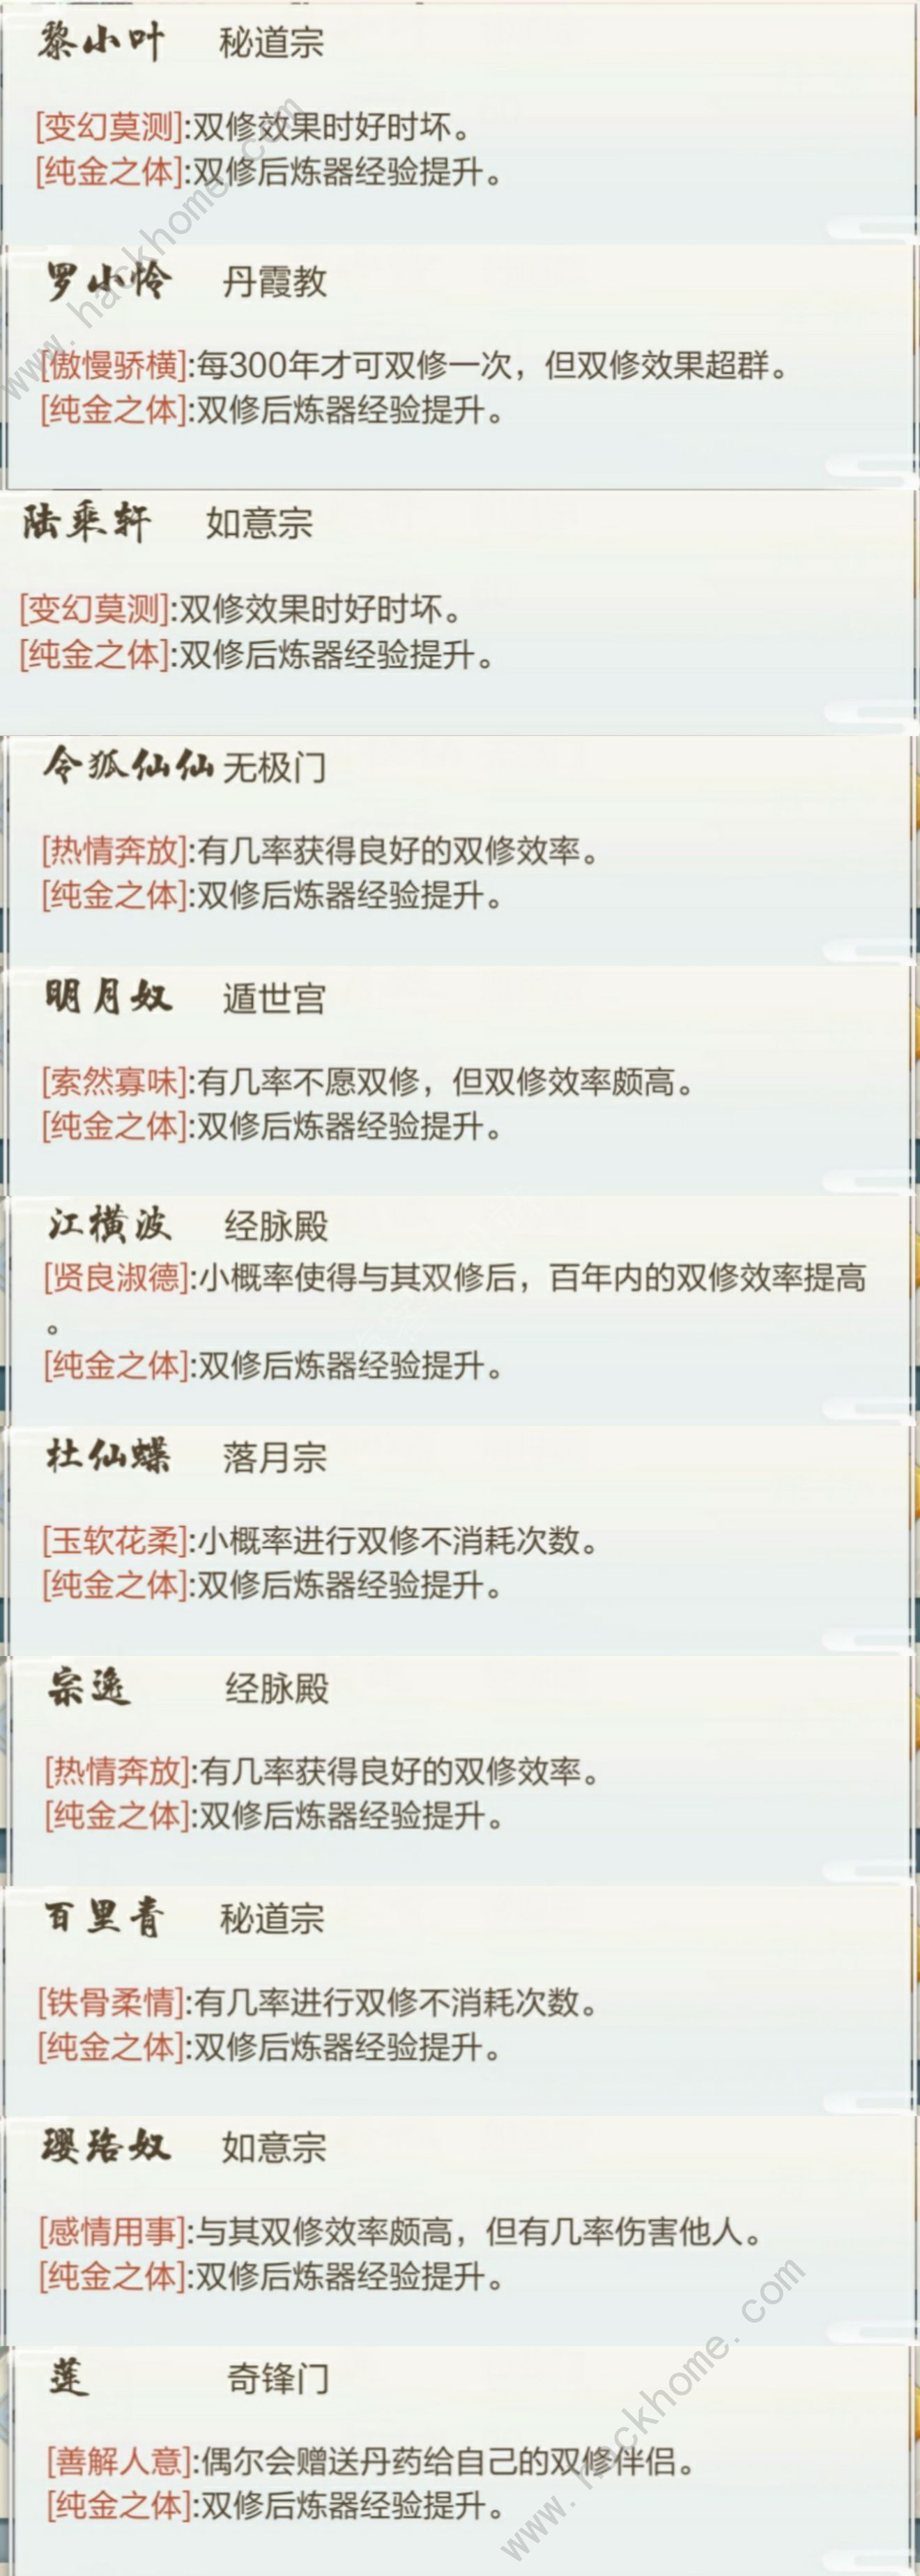 黎小叶 秘道宗
[变幻莫测]:双修效果时好时坏。
[纯金之体]:双修后炼器经验提升。
罗小怜 丹霞教
[傲慢骄横]:每300年才可双修一次，但双修效果超群。
[纯金之体]:双修后炼器经验提升。
陆乘轩 如意宗
[变幻莫测]:双修效果时好时坏。
[纯金之体]:双修后炼器经验提升。
令狐仙仙 无极门
[热情奔放]:有几率获得良好的双修效率。
[纯金之体]:双修后炼器经验提升。
明月奴 遁世宫
[索然寡味]:有几率不愿双修，但双修效率颇高。
[纯金之体]:双修后炼器经验提升。
江横波 经脉殿
[贤良淑德]:小概率使得与其双修后，百年内的双修效率提高
。
[纯金之体]:双修后炼器经验提升。
杜仙蝶 落月宗
[玉软花柔]:小概率进行双修不消耗次数。
[纯金之体]:双修后炼器经验提升。
宗逸 经脉殿
[热情奔放]:有几率获得良好的双修效率。
[纯金之体]:双修后炼器经验提升。
百里青 秘道宗
[铁骨柔情]:有几率进行双修不消耗次数。
[纯金之体]:双修后炼器经验提升。
璎珞奴 如意宗
[感情用事]:与其双修效率颇高，但有几率伤害他人。
[纯金之体]:双修后炼器经验提升。
莲 奇锋门
[善解人意]:偶尔会赠送丹药给自己的双修伴侣。
[纯金之体]:双修后炼器经验提升。
www.hackhome.com
www.hackhome.com